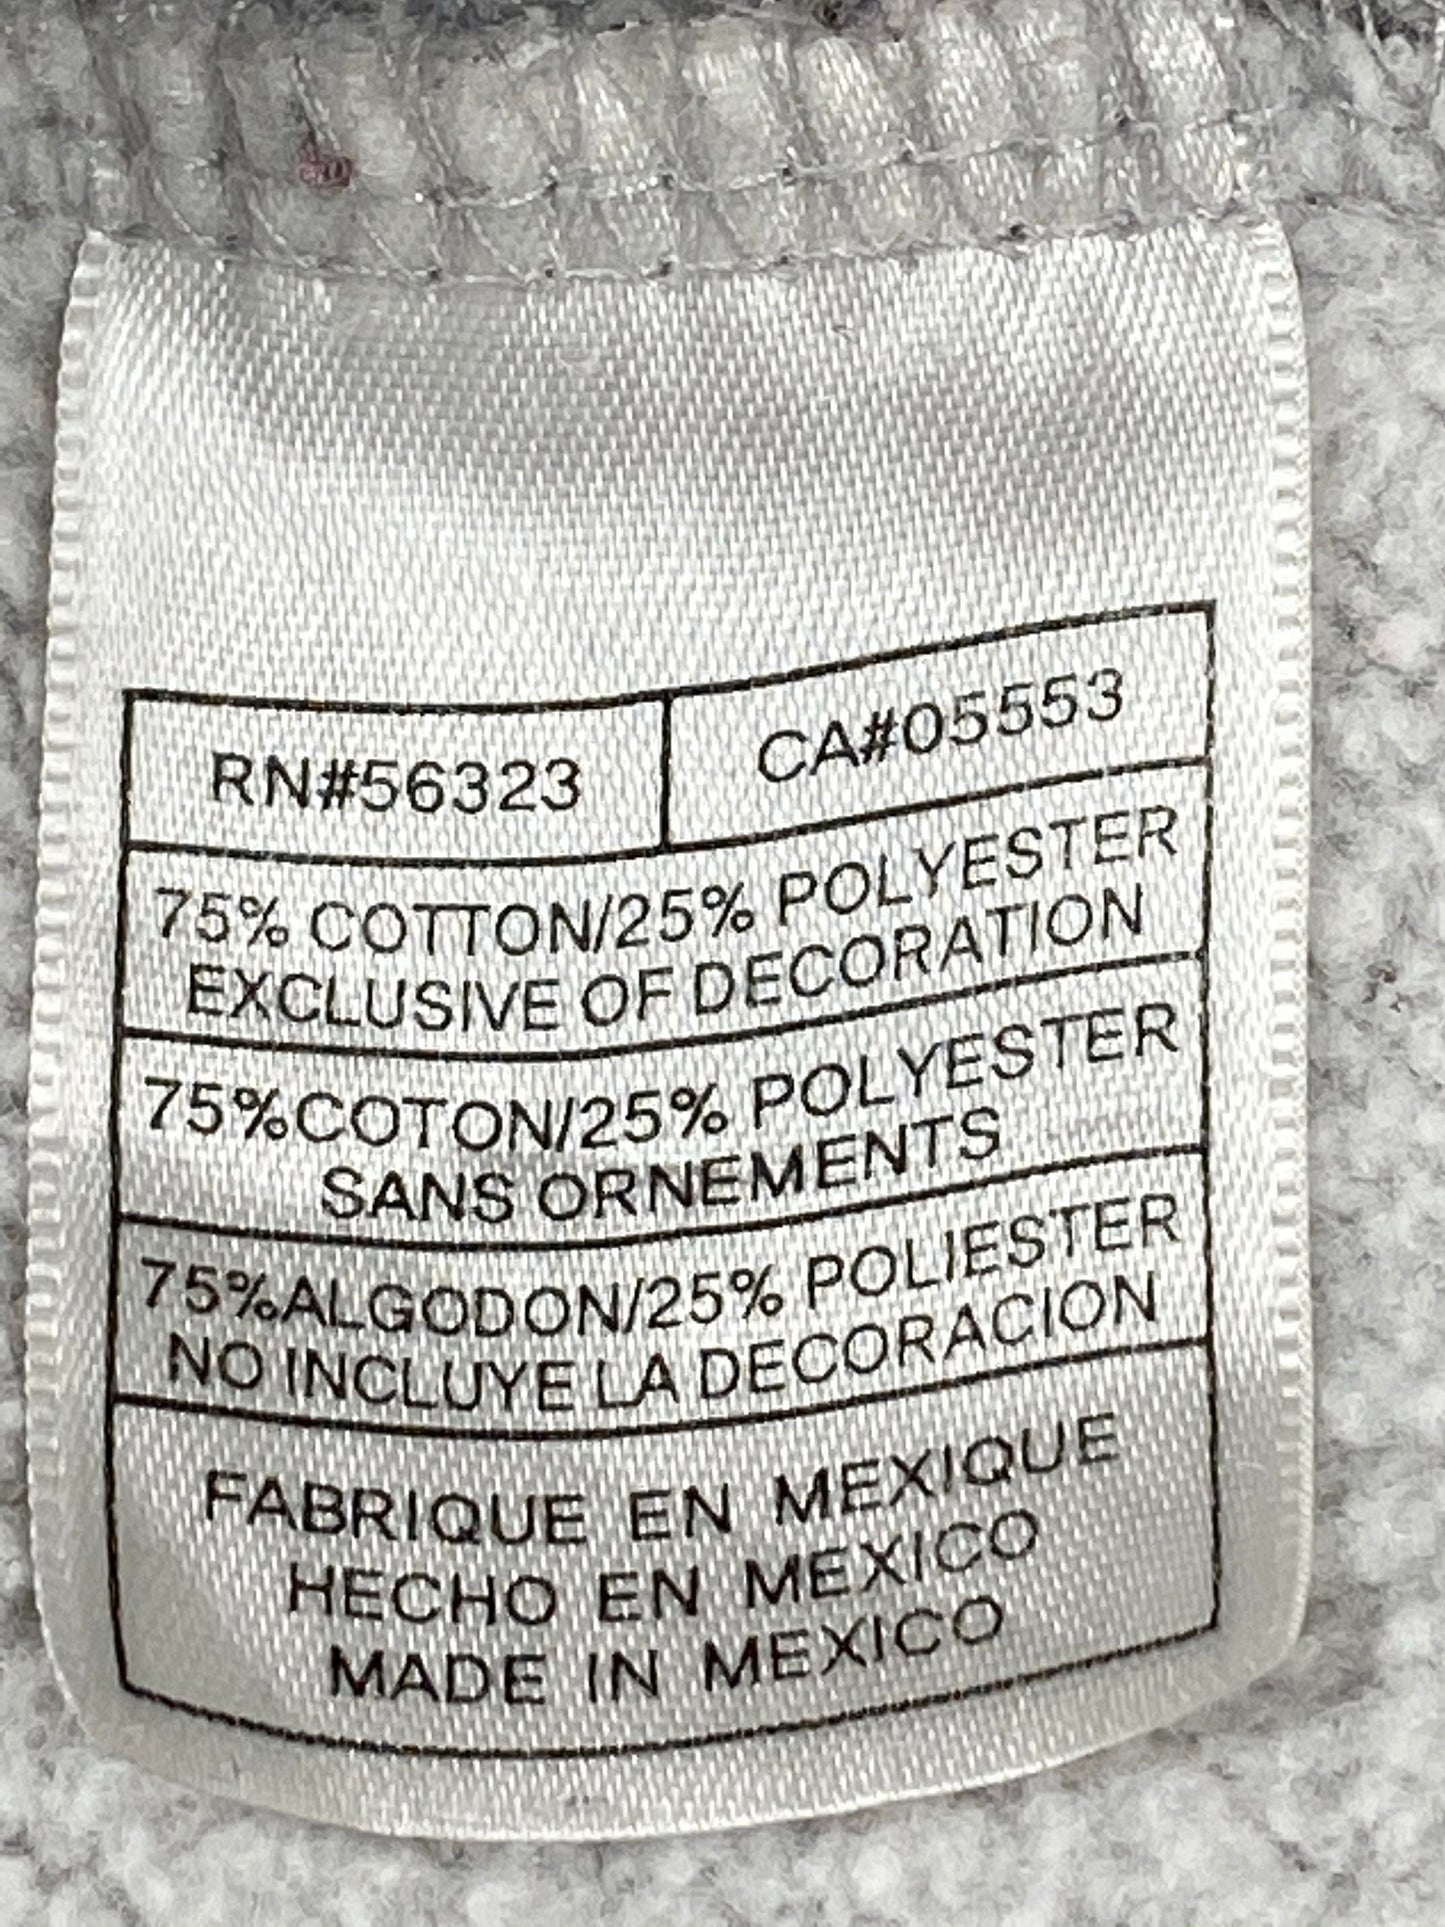 RN#56323 CA#05553
75% COTTON/25% POLYESTER
EXCLUSIVE OF DECORATION
75%COTON/25% POLYESTER
SANS ORNEMENTS
75%ALGODON/25% POLIESTER
NO INCLUYE LA DECORACION
FABRIQUE EN MEXIQUE
HECHO EN MEXICO
MADE IN MEXICO